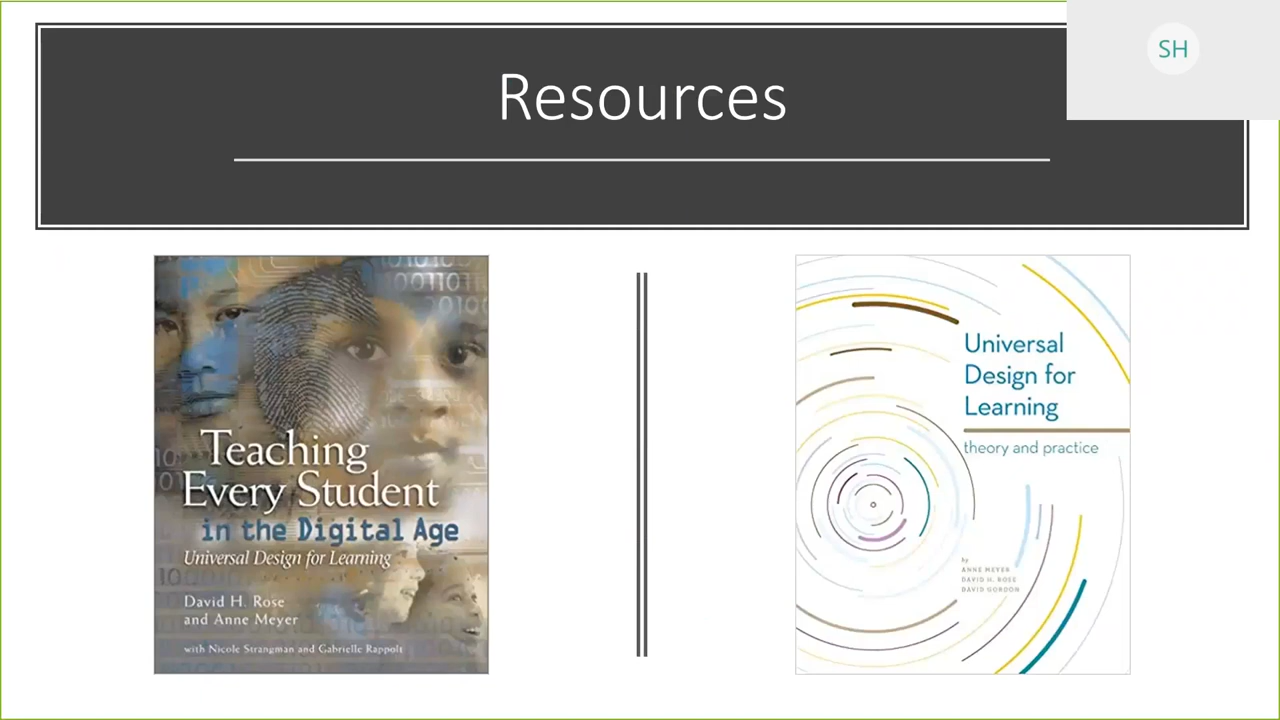 SH
Resources
Teaching
Every Student
in the Digital Age
Universal Design for Learning
David H. Rose
and Anne Meyer
with Nicole Strangman and Gabrielle Rappolt
Universal
Design for
Learning
theory and practice
by
ANNE MEYER
DAVID H. ROSE
DAVID GORDON